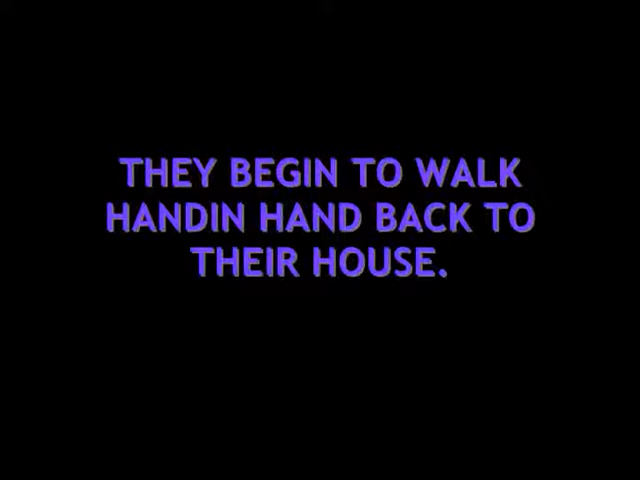 THEY BEGIN TO WALK
HANDIN HAND BACK TO
THEIR HOUSE.